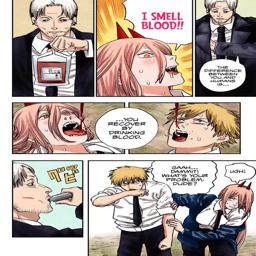 I SMELL
BLOOD!!
THE
DIFFERENCE
BETWEEN
YOU AND
HUMANS
IS...
...YOU
RECOVER
BY
DRINKING
BLOOD.
GAAH...
DAMMIT!
WHAT'S YOUR
PROBLEM,
DUDE?
UGH!